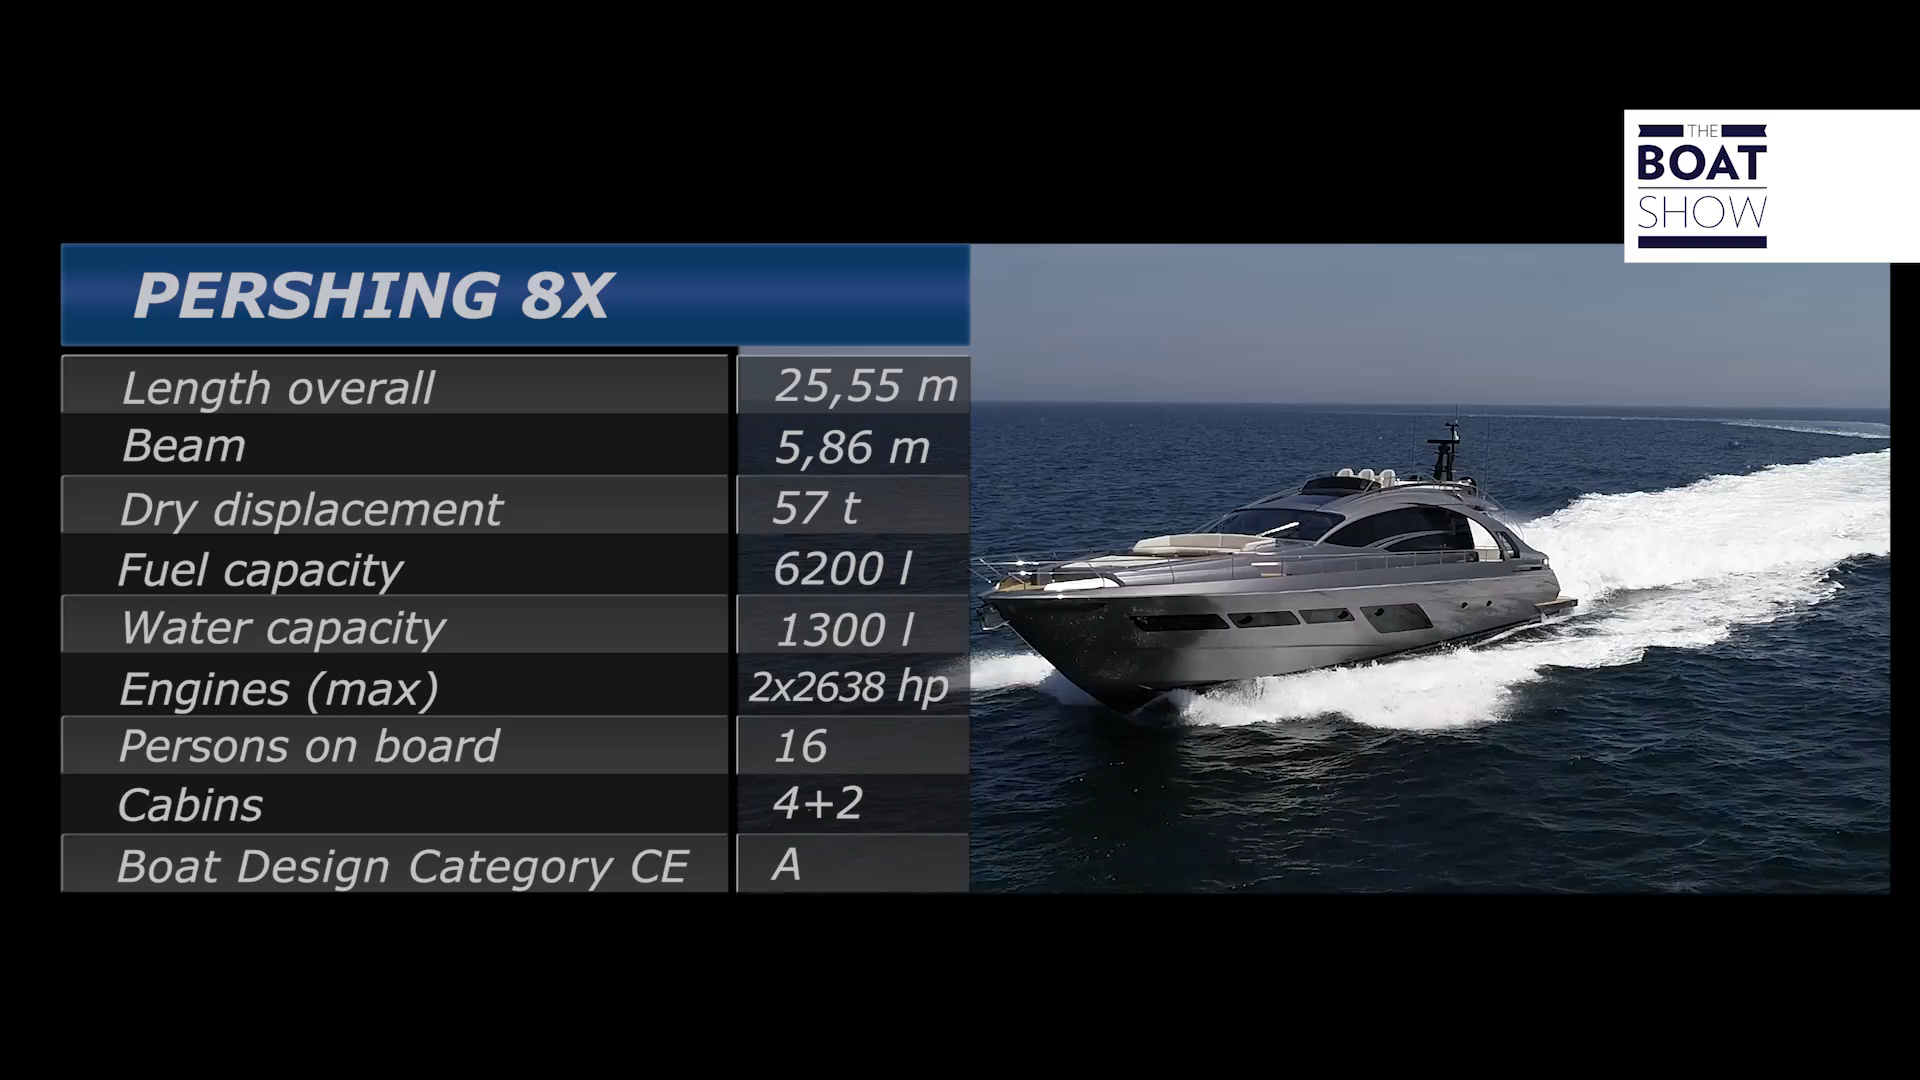 THE
BOAT
SHOW
PERSHING 8X
Length overall 25,55 m
Beam 5,86 m
Dry displacement 57 t
Fuel capacity 6200 l
Water capacity 1300 l
Engines (max) 2x2638 hp
Persons on board 16
Cabins 4+2
Boat Design Category CE A